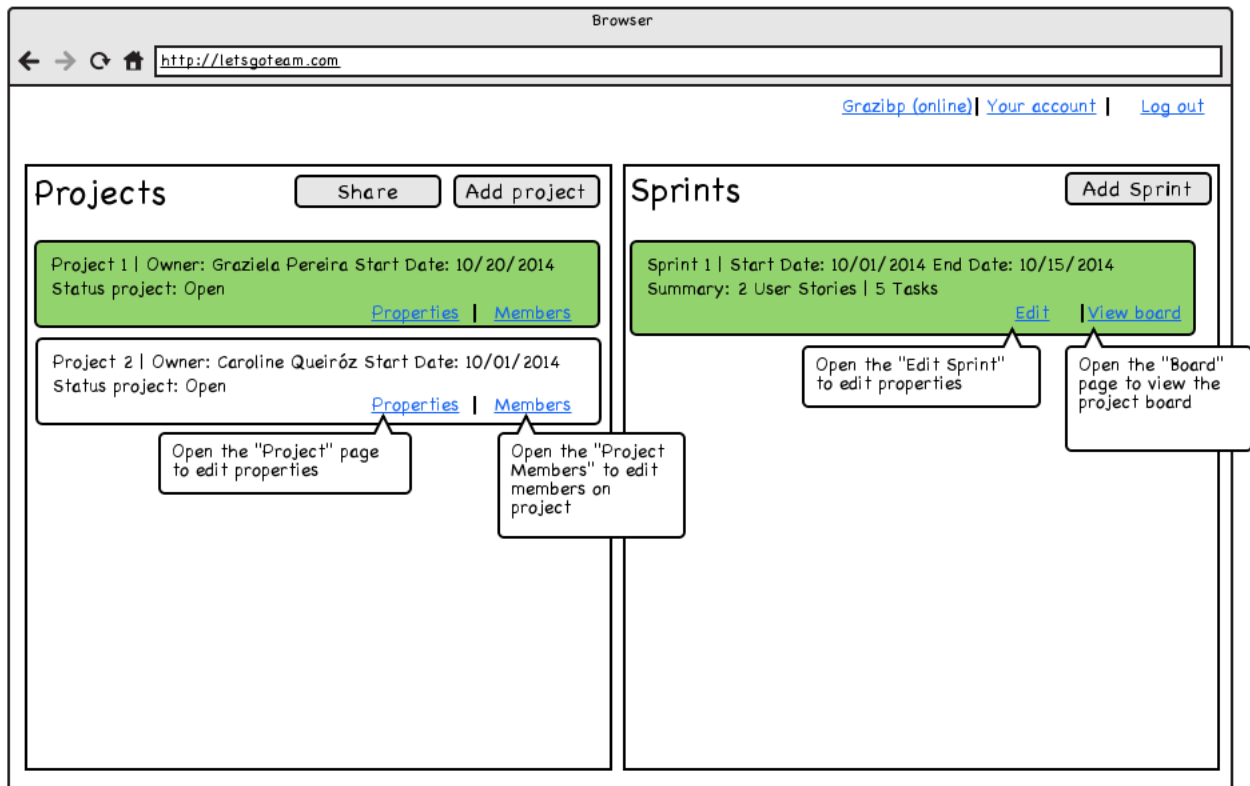 Browser
http://letsgoteam.com
Grazibp (online) | Your account | Log out
Projects
Share
Add project
Project 1 | Owner: Graziela Pereira Start Date: 10/20/2014
Status project: Open
Properties | Members
Project 2 | Owner: Caroline Queiróz Start Date: 10/01/2014
Status project: Open
Properties | Members
Open the "Project" page
to edit properties
Open the "Project
Members" to edit
members on
project
Sprints
Add Sprint
Sprint 1 | Start Date: 10/01/2014 End Date: 10/15/2014
Summary: 2 User Stories | 5 Tasks
Edit | View board
Open the "Edit Sprint"
to edit properties
Open the "Board"
page to view the
project board